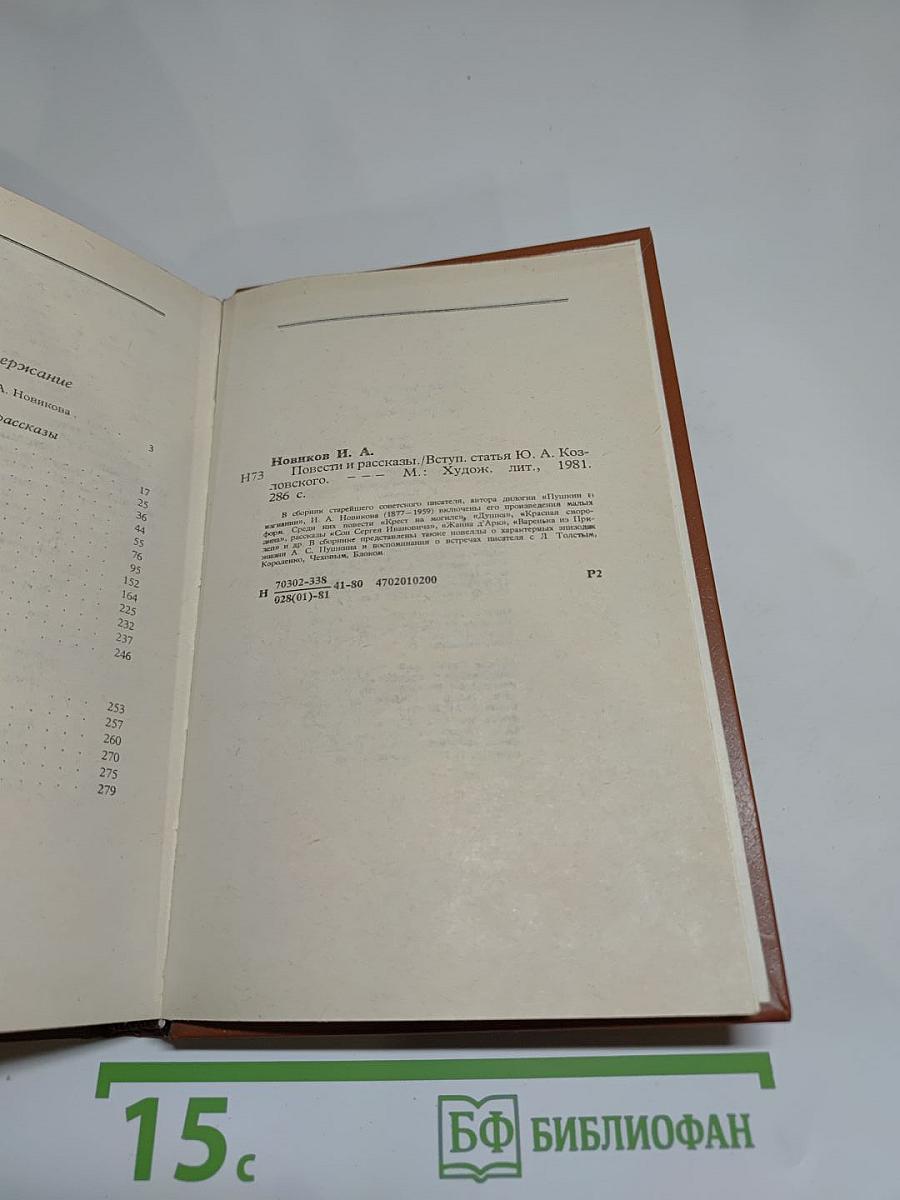 ержание
А. Новикова
3
рассказы
17
25
36
44
55
76
95
152
164
225
232
237
246
253
257
260
270
275
279
Новиков И. А.
Н73 Повести и рассказы./Вступ. статья Ю. А. Коз-
ловского. — — — М.: Худож. лит., 1981.
286 с.
В сборник старейшего советского писателя, автора дилогии «Пушкин в
изгнании», И. А. Новикова (1877—1959) включены его произведения малых
форм. Среди них повести «Крест на могиле», «Душка», «Красная сморо-
дина», рассказы «Сон Сергея Ивановича», «Жанна д'Арк», «Варенька из При-
леп» и др. В сборнике представлены также новеллы о характерных эпизодах
жизни А. С. Пушкина и воспоминания о встречах писателя с Л. Толстым,
Короленко, Чеховым, Блоком.
Н 70302-338 41-80 4702010200 Р2
028(01)-81
15с
БФ БИБЛИОФАН